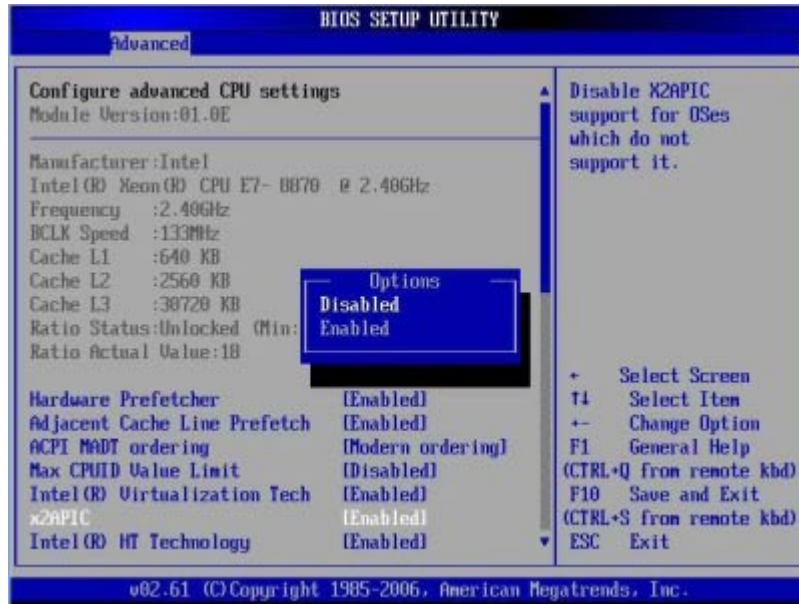 BIOS SETUP UTILITY
Advanced
Configure advanced CPU settings
Module Version:01.0E
Manufacturer:Intel
Intel(R) Xeon(R) CPU E7- 8870 @ 2.40GHz
Frequency :2.40GHz
BCLK Speed :133MHz
Cache L1 :640 KB
Cache L2 :2560 KB
Cache L3 :30720 KB
Ratio Status:Unlocked (Min:
Ratio Actual Value:18
Options
Disabled
Enabled
Hardware Prefetcher [Enabled]
Adjacent Cache Line Prefetch [Enabled]
ACPI MADT ordering [Modern ordering]
Max CPUID Value Limit [Disabled]
Intel(R) Virtualization Tech [Enabled]
x2APIC [Enabled]
Intel(R) HT Technology [Enabled]
Disable X2APIC
support for OSes
which do not
support it.
← Select Screen
↑↓ Select Item
+- Change Option
F1 General Help
(CTRL+Q from remote kbd)
F10 Save and Exit
(CTRL+S from remote kbd)
ESC Exit
v02.61 (C)Copyright 1985-2006, American Megatrends, Inc.